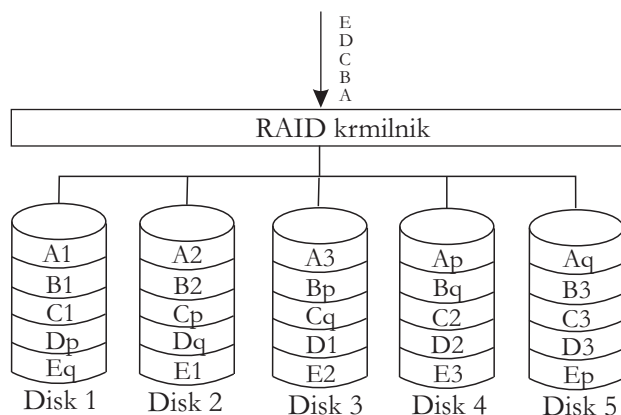 E
D
C
B
A
RAID krmilnik
A1 A2 A3 Ap Aq
B1 B2 Bp Bq B3
C1 Cp Cq C2 C3
Dp Dq D1 D2 D3
Eq E1 E2 E3 Ep
Disk 1 Disk 2 Disk 3 Disk 4 Disk 5